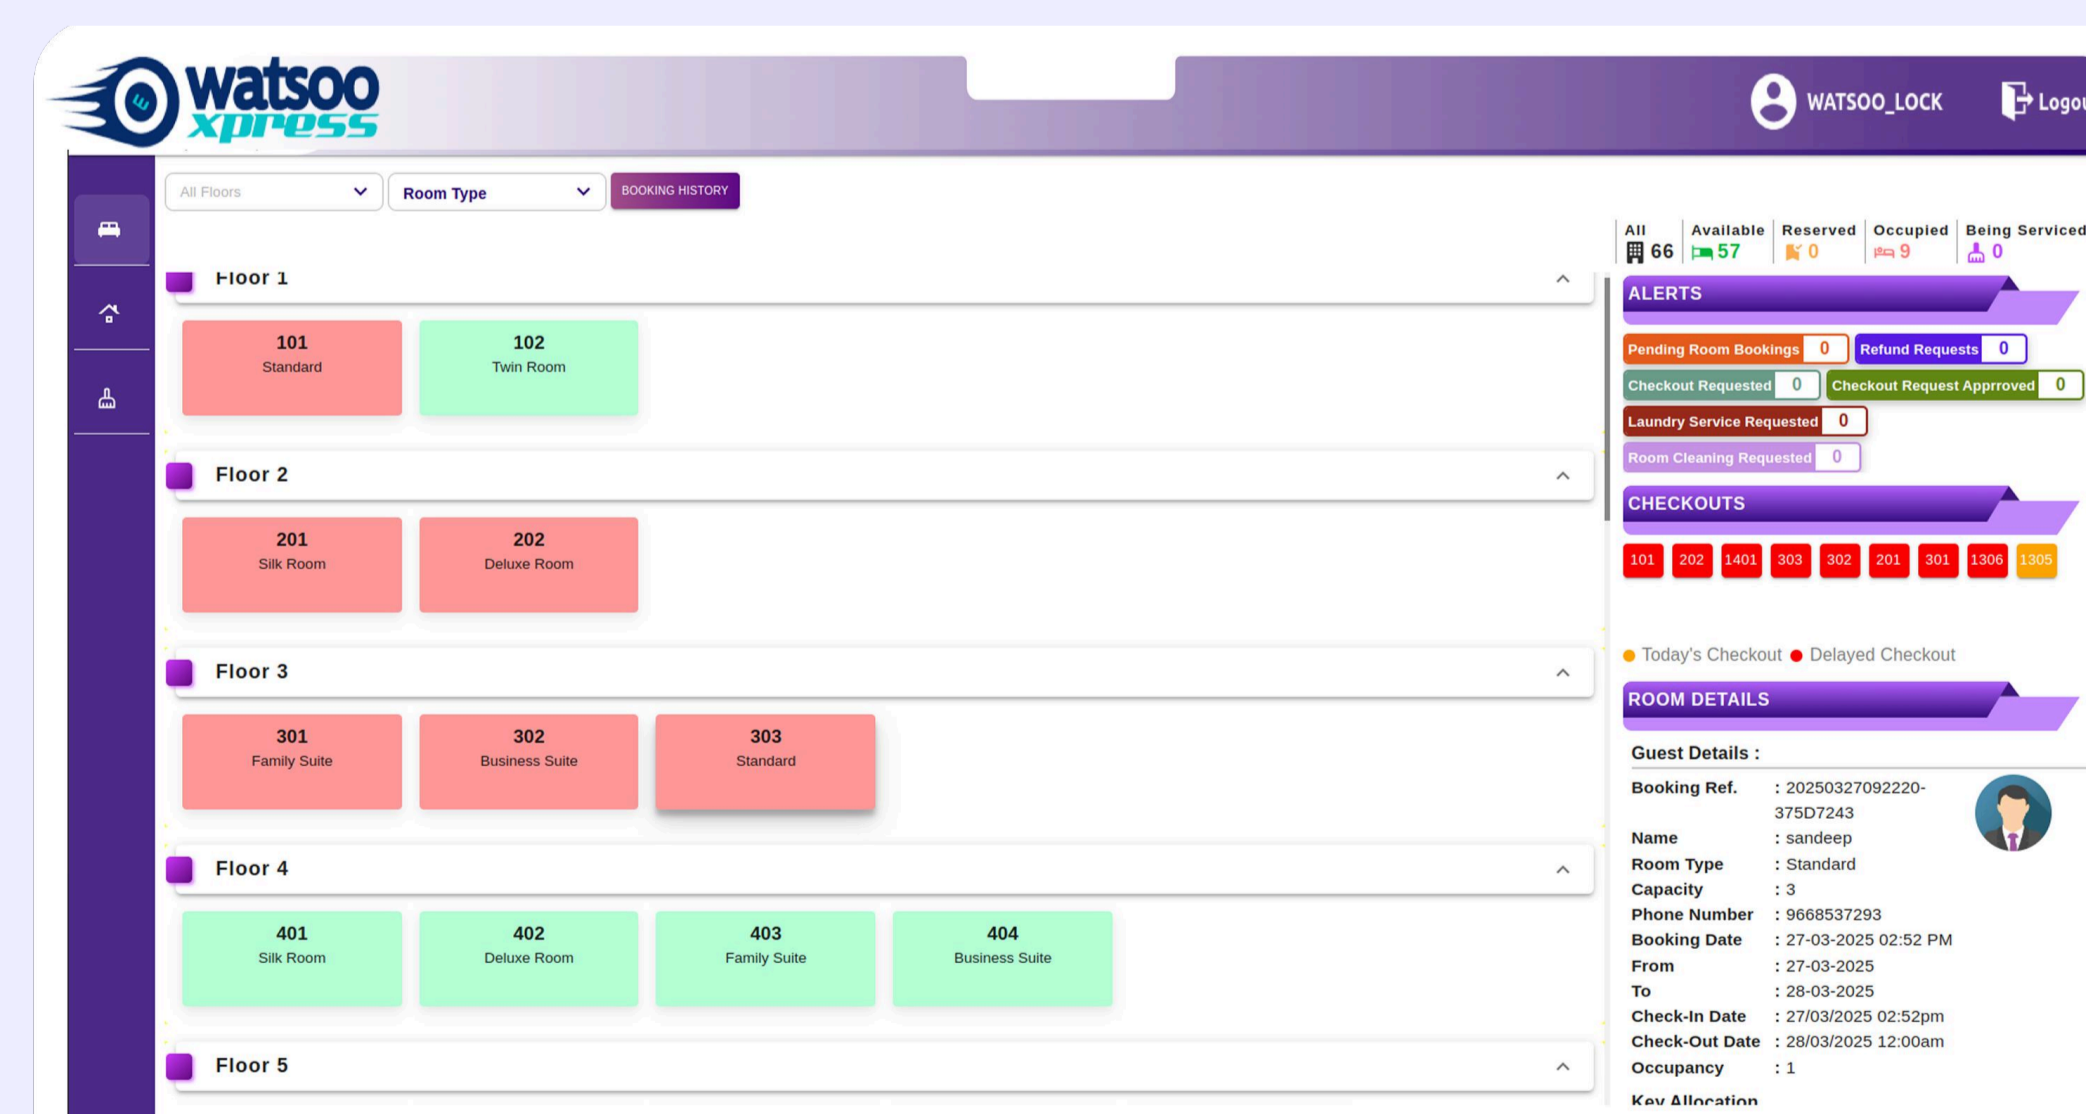 watsoo
xpress
WATSOO_LOCK
Logou
All Floors
Room Type
BOOKING HISTORY
All
66
Available
57
Reserved
0
Occupied
9
Being Serviced
0
Floor 1
101
Standard
102
Twin Room
Floor 2
201
Silk Room
202
Deluxe Room
Floor 3
301
Family Suite
302
Business Suite
303
Standard
Floor 4
401
Silk Room
402
Deluxe Room
403
Family Suite
404
Business Suite
Floor 5
ALERTS
Pending Room Bookings 0 Refund Requests 0
Checkout Requested 0 Checkout Request Apprroved 0
Laundry Service Requested 0
Room Cleaning Requested 0
CHECKOUTS
101 202 1401 303 302 201 301 1306 1305
Today's Checkout Delayed Checkout
ROOM DETAILS
Guest Details :
Booking Ref. : 20250327092220-
375D7243
Name : sandeep
Room Type : Standard
Capacity : 3
Phone Number : 9668537293
Booking Date : 27-03-2025 02:52 PM
From : 27-03-2025
To : 28-03-2025
Check-In Date : 27/03/2025 02:52pm
Check-Out Date : 28/03/2025 12:00am
Occupancy : 1
Key Allocation